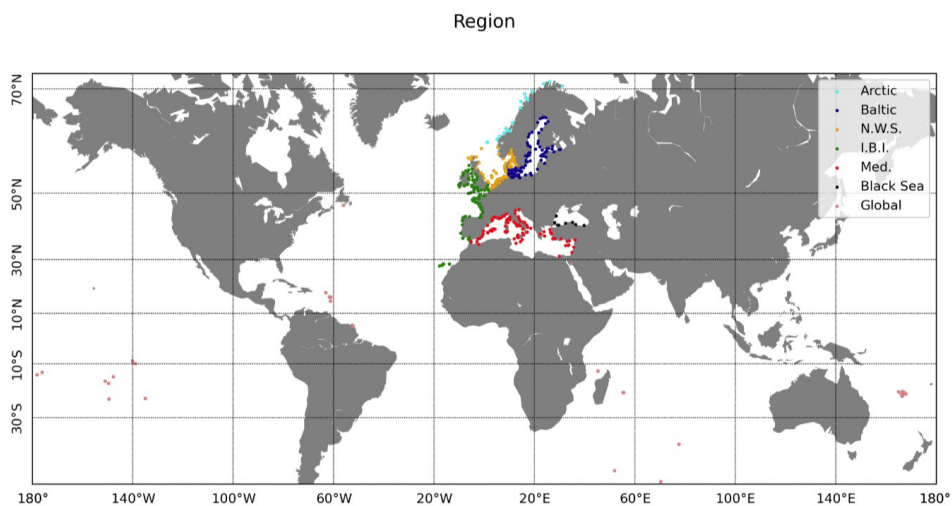 Region
70°N
50°N
30°N
10°N
10°S
30°S
Arctic
Baltic
N.W.S.
I.B.I.
Med.
Black Sea
Global
180° 140°W 100°W 60°W 20°W 20°E 60°E 100°E 140°E 180°